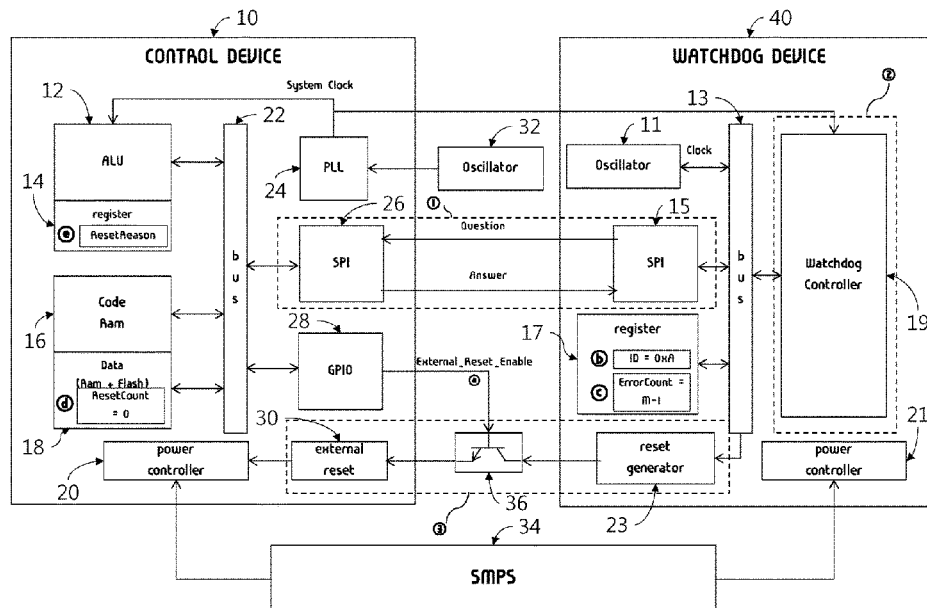 10
40
CONTROL DEVICE
WATCHDOG DEVICE
System Clock
12
22
32
13
②
11
ALU
PLL
Oscillator
Oscillator
Clock
24
14
register
ⓐ ResetReason
①
26
15
Question
SPI
SPI
Answer
bus
bus
Watchdog
Controller
19
Code
Ram
16
28
17
register
ⓑ ID = 0xA
ⓒ ErrorCount =
M-1
GPIO
External_Reset_Enable
ⓔ
Data
(Ram + Flash)
ⓓ ResetCount
= 0
18
30
21
power
controller
external
reset
reset
generator
power
controller
20
36
23
③
34
SMPS